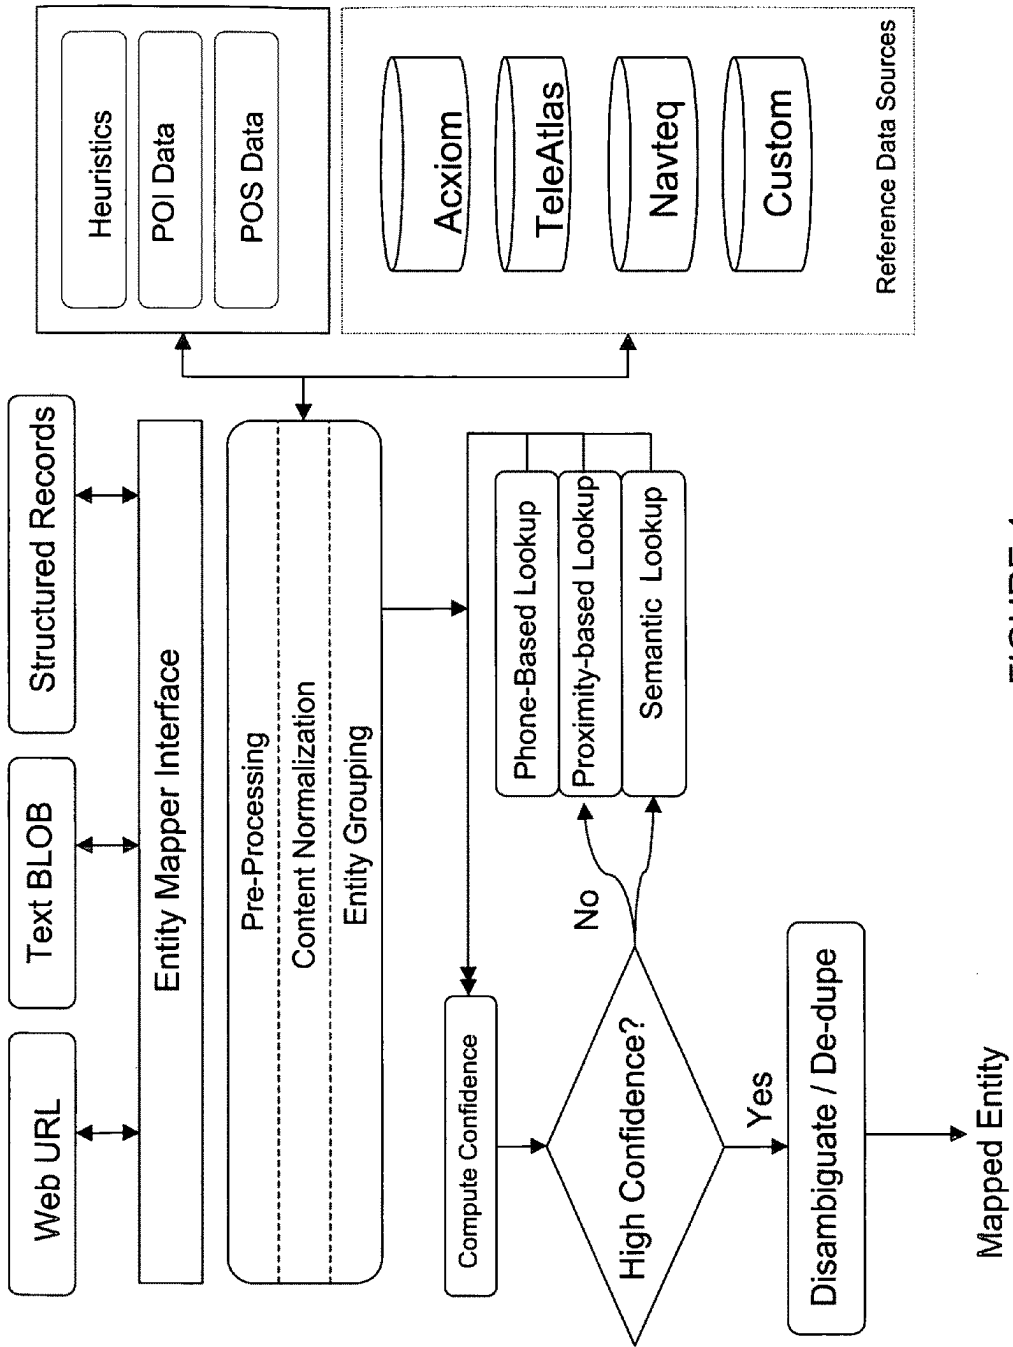 Web URL
Text BLOB
Structured Records
Entity Mapper Interface
Pre-Processing
Content Normalization
Entity Grouping
Heuristics
POI Data
POS Data
Acxiom
TeleAtlas
Navteq
Custom
Reference Data Sources
Compute Confidence
High Confidence?
No
Yes
Phone-Based Lookup
Proximity-based Lookup
Semantic Lookup
Disambiguate / De-dupe
Mapped Entity